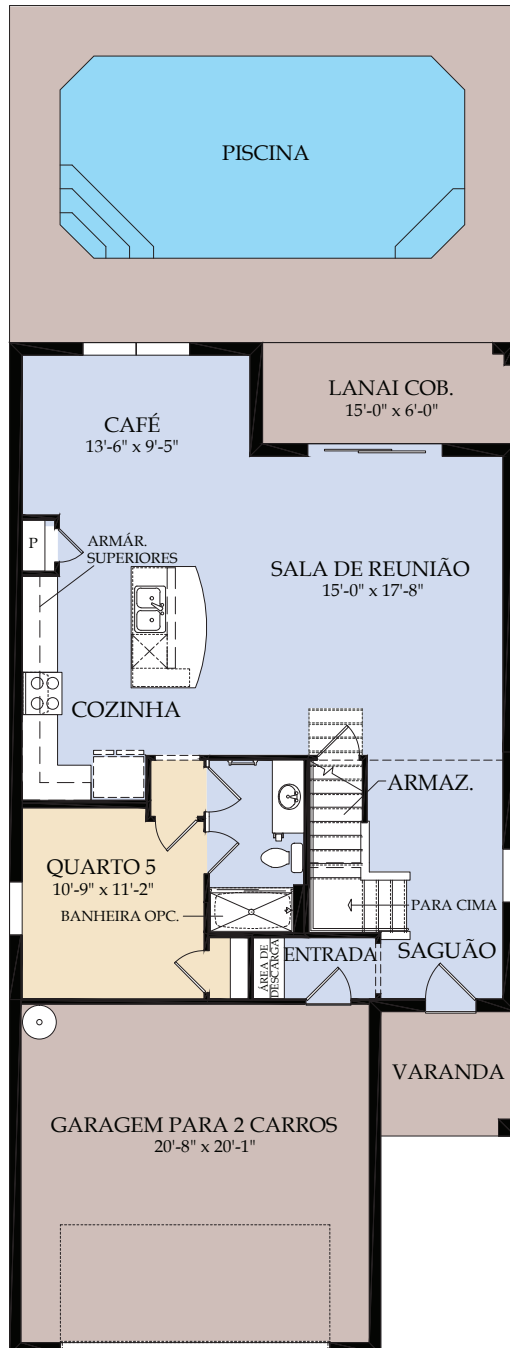 PISCINA
LANAI COB.
15'-0" x 6'-0"
CAFÉ
13'-6" x 9'-5"
P
ARMÁR.
SUPERIORES
SALA DE REUNIÃO
15'-0" x 17'-8"
COZINHA
ARMAZ.
QUARTO 5
10'-9" x 11'-2"
BANHEIRA OPC.
PARA CIMA
ÁREA DE
DESCARGA
ENTRADA
SAGUÃO
VARANDA
GARAGEM PARA 2 CARROS
20'-8" x 20'-1"